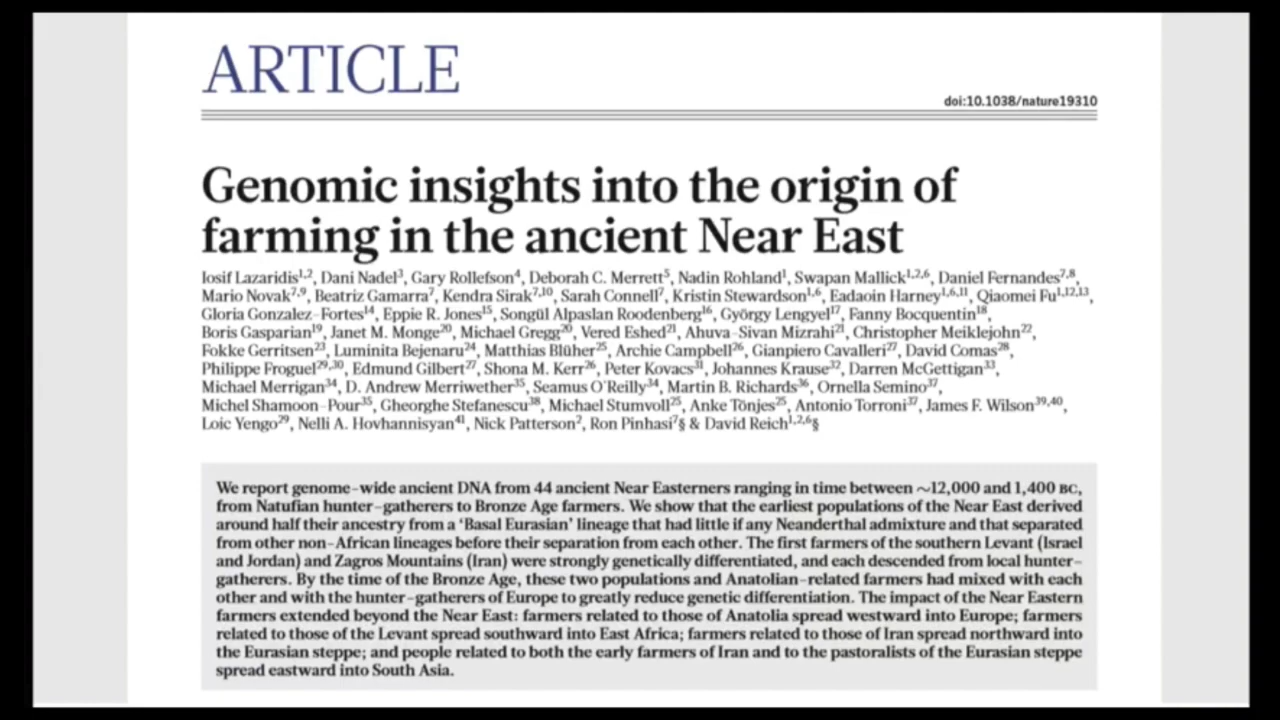 ARTICLE
doi:10.1038/nature19310
Genomic insights into the origin of
farming in the ancient Near East
Iosif Lazaridis1,2, Dani Nadel3, Gary Rollefson4, Deborah C. Merrett5, Nadin Rohland1, Swapan Mallick1,2,6, Daniel Fernandes7,8,
Mario Novak7,9, Beatriz Gamarra7, Kendra Sirak7,10, Sarah Connell7, Kristin Stewardson1,6, Eadaoin Harney1,6,11, Qiaomei Fu1,12,13,
Gloria Gonzalez-Fortes14, Eppie R. Jones15, Songül Alpaslan Roodenberg16, György Lengyel17, Fanny Bocquentin18,
Boris Gasparian19, Janet M. Monge20, Michael Gregg20, Vered Eshed21, Ahuva-Sivan Mizrahi21, Christopher Meiklejohn22,
Fokke Gerritsen23, Luminita Bejenaru24, Matthias Blüher25, Archie Campbell26, Gianpiero Cavalleri27, David Comas28,
Philippe Froguel29,30, Edmund Gilbert27, Shona M. Kerr26, Peter Kovacs31, Johannes Krause32, Darren McGettigan33,
Michael Merrigan34, D. Andrew Merriwether35, Seamus O'Reilly34, Martin B. Richards36, Ornella Semino37,
Michel Shamoon-Pour35, Gheorghe Stefanescu38, Michael Stumvoll25, Anke Tönjes25, Antonio Torroni37, James F. Wilson39,40,
Loic Yengo29, Nelli A. Hovhannisyan41, Nick Patterson2, Ron Pinhasi7§ & David Reich1,2,6§
We report genome-wide ancient DNA from 44 ancient Near Easterners ranging in time between ~12,000 and 1,400 BC,
from Natufian hunter-gatherers to Bronze Age farmers. We show that the earliest populations of the Near East derived
around half their ancestry from a 'Basal Eurasian' lineage that had little if any Neanderthal admixture and that separated
from other non-African lineages before their separation from each other. The first farmers of the southern Levant (Israel
and Jordan) and Zagros Mountains (Iran) were strongly genetically differentiated, and each descended from local hunter-
gatherers. By the time of the Bronze Age, these two populations and Anatolian-related farmers had mixed with each
other and with the hunter-gatherers of Europe to greatly reduce genetic differentiation. The impact of the Near Eastern
farmers extended beyond the Near East: farmers related to those of Anatolia spread westward into Europe; farmers
related to those of the Levant spread southward into East Africa; farmers related to those of Iran spread northward into
the Eurasian steppe; and people related to both the early farmers of Iran and to the pastoralists of the Eurasian steppe
spread eastward into South Asia.